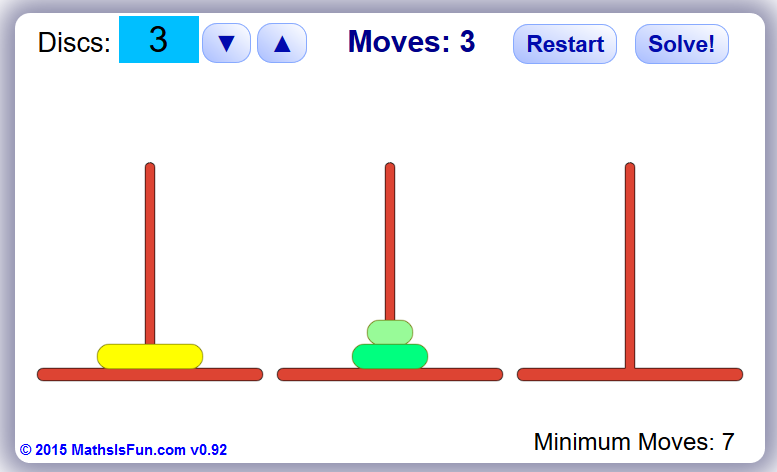 Discs: 3 ▼ ▲ Moves: 3 Restart Solve!
© 2015 MathsIsFun.com v0.92
Minimum Moves: 7